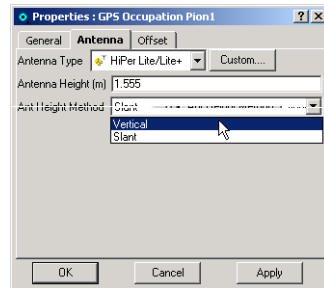 Properties : GPS Occupation Pion1
General Antenna Offset
Antenna Type HiPer Lite/Lite+ Custom....
Antenna Height (m) 1.555
Ant Height Method Slant
Vertical
Slant
OK Cancel Apply